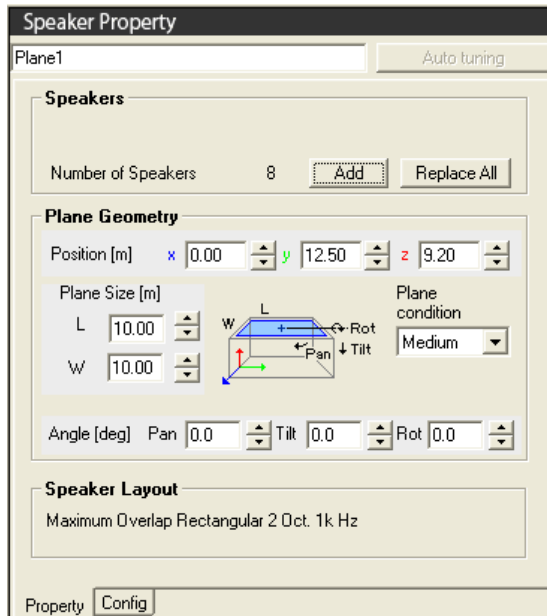 Speaker Property
Plane1
Auto tuning
Speakers
Number of Speakers 8 Add Replace All
Plane Geometry
Position [m] x 0.00 y 12.50 z 9.20
Plane Size [m]
L 10.00
W 10.00
L
W
Rot
Pan
Tilt
Plane condition
Medium
Angle [deg] Pan 0.0 Tilt 0.0 Rot 0.0
Speaker Layout
Maximum Overlap Rectangular 2 Oct. 1k Hz
Property Config